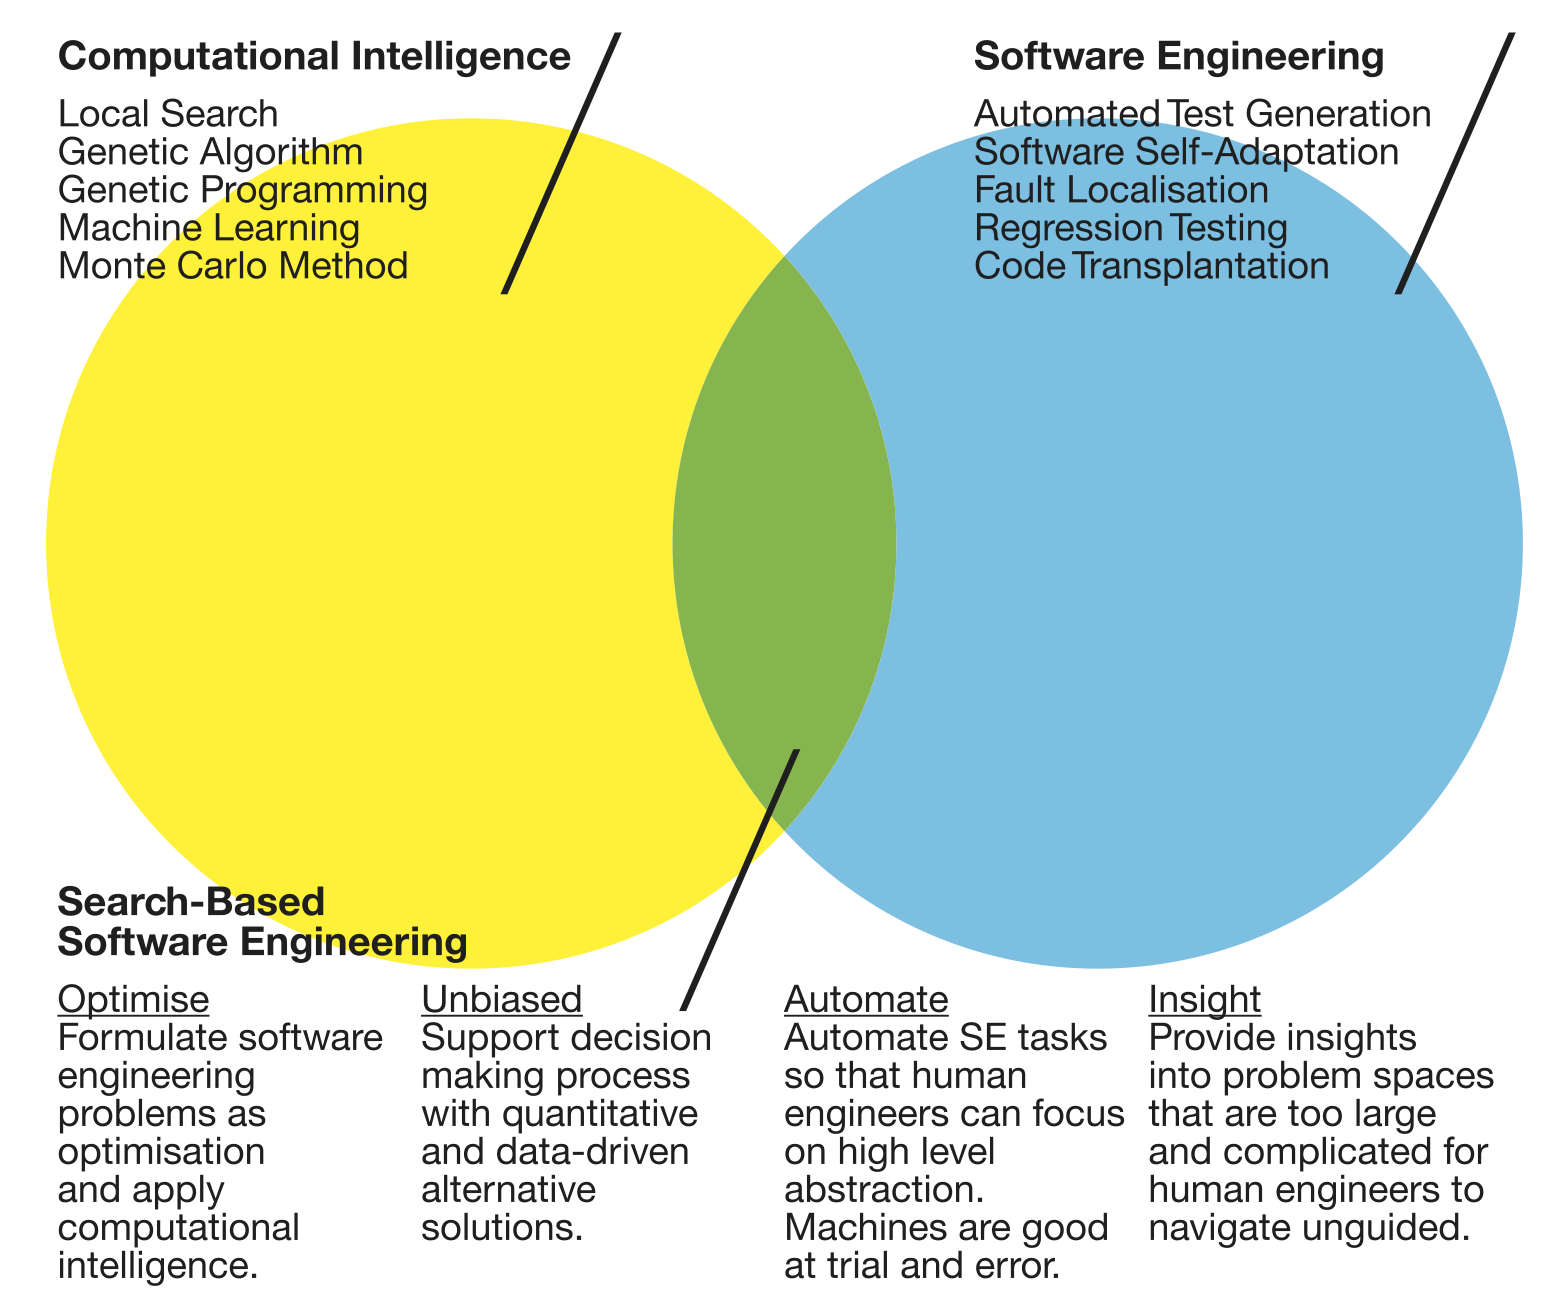 Computational Intelligence
Local Search
Genetic Algorithm
Genetic Programming
Machine Learning
Monte Carlo Method
Software Engineering
Automated Test Generation
Software Self-Adaptation
Fault Localisation
Regression Testing
Code Transplantation
Search-Based
Software Engineering
Optimise
Formulate software
engineering
problems as
optimisation
and apply
computational
intelligence.
Unbiased
Support decision
making process
with quantitative
and data-driven
alternative
solutions.
Automate
Automate SE tasks
so that human
engineers can focus
on high level
abstraction.
Machines are good
at trial and error.
Insight
Provide insights
into problem spaces
that are too large
and complicated for
human engineers to
navigate unguided.